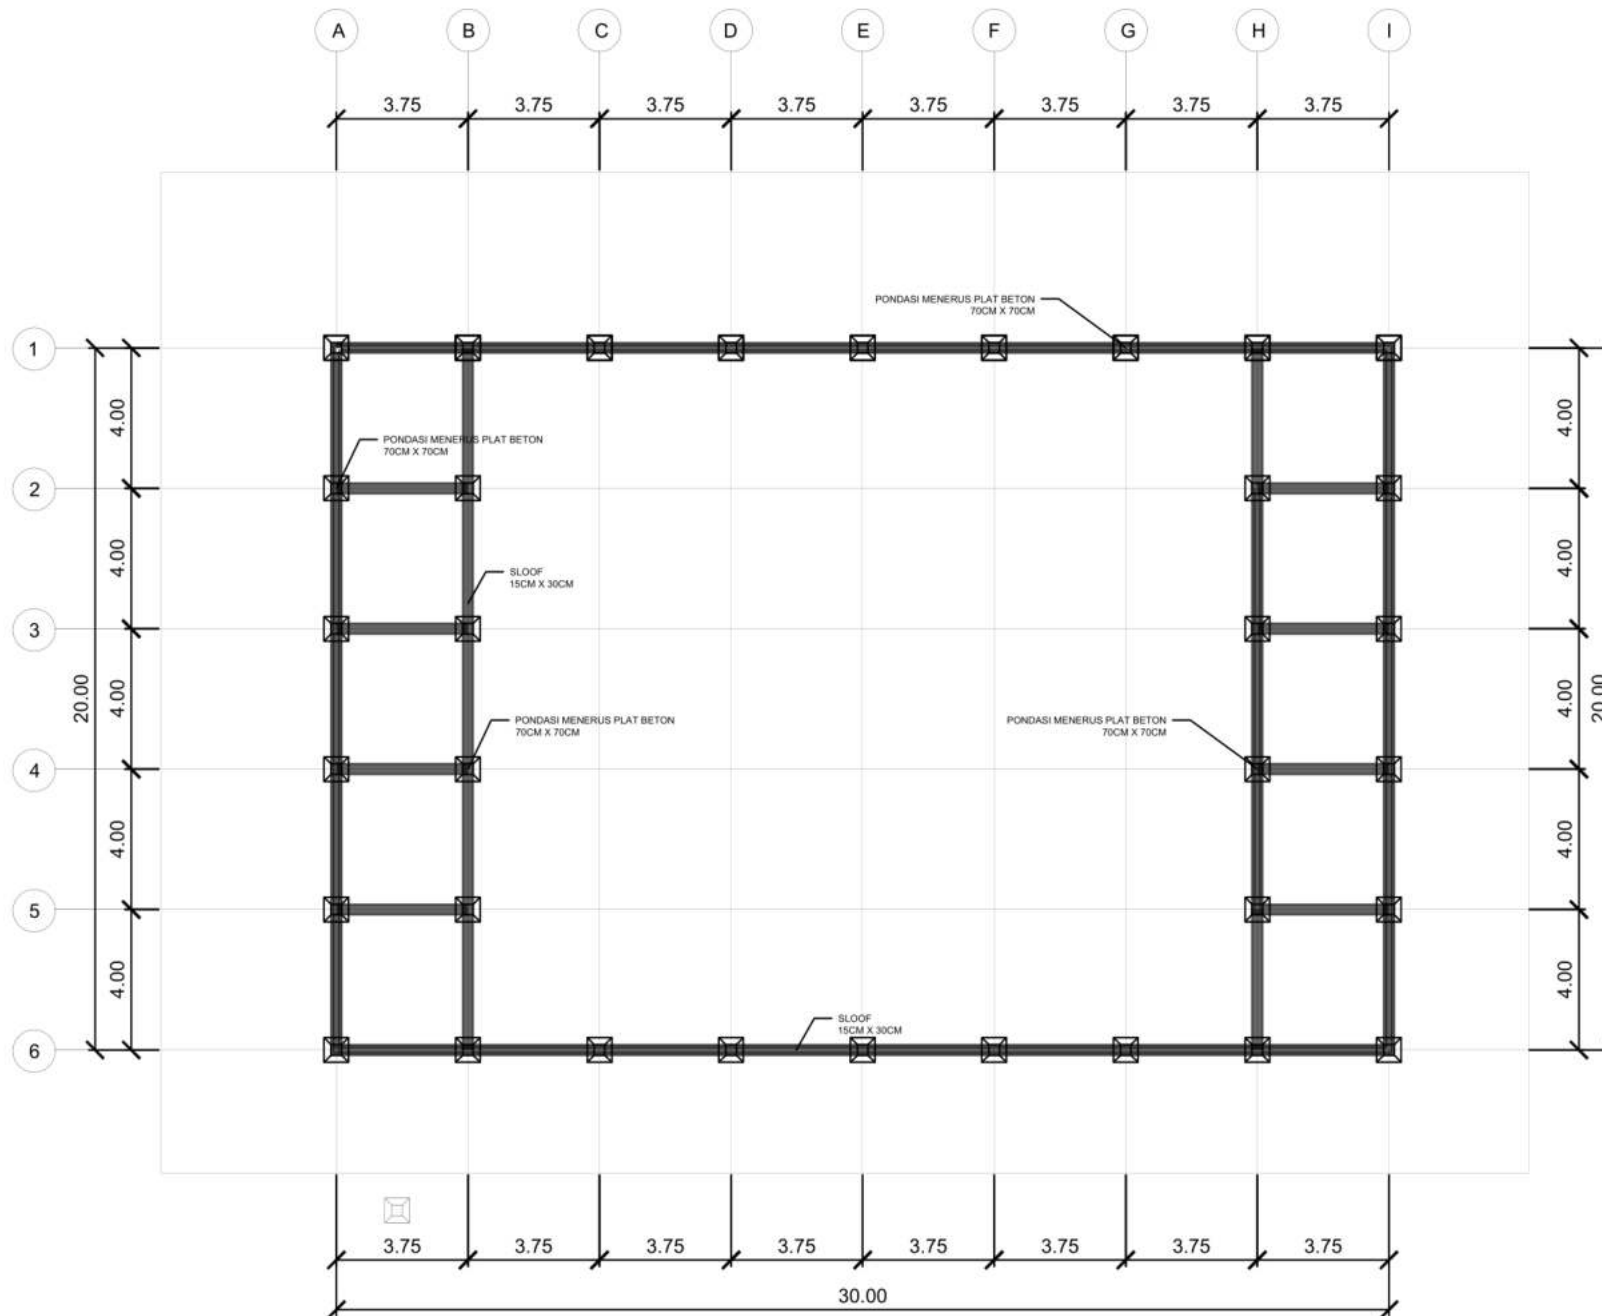 A B C D E F G H I
3.75 3.75 3.75 3.75 3.75 3.75 3.75 3.75
PONDASI MENERUS PLAT BETON
70CM X 70CM
1
4.00 4.00
PONDASI MENERUS PLAT BETON
70CM X 70CM
2
4.00 4.00
SLOOF
15CM X 30CM
3
20.00 4.00 4.00 20.00
PONDASI MENERUS PLAT BETON
70CM X 70CM
PONDASI MENERUS PLAT BETON
70CM X 70CM
4
4.00 4.00
5
4.00 4.00
SLOOF
15CM X 30CM
6
3.75 3.75 3.75 3.75 3.75 3.75 3.75 3.75
30.00